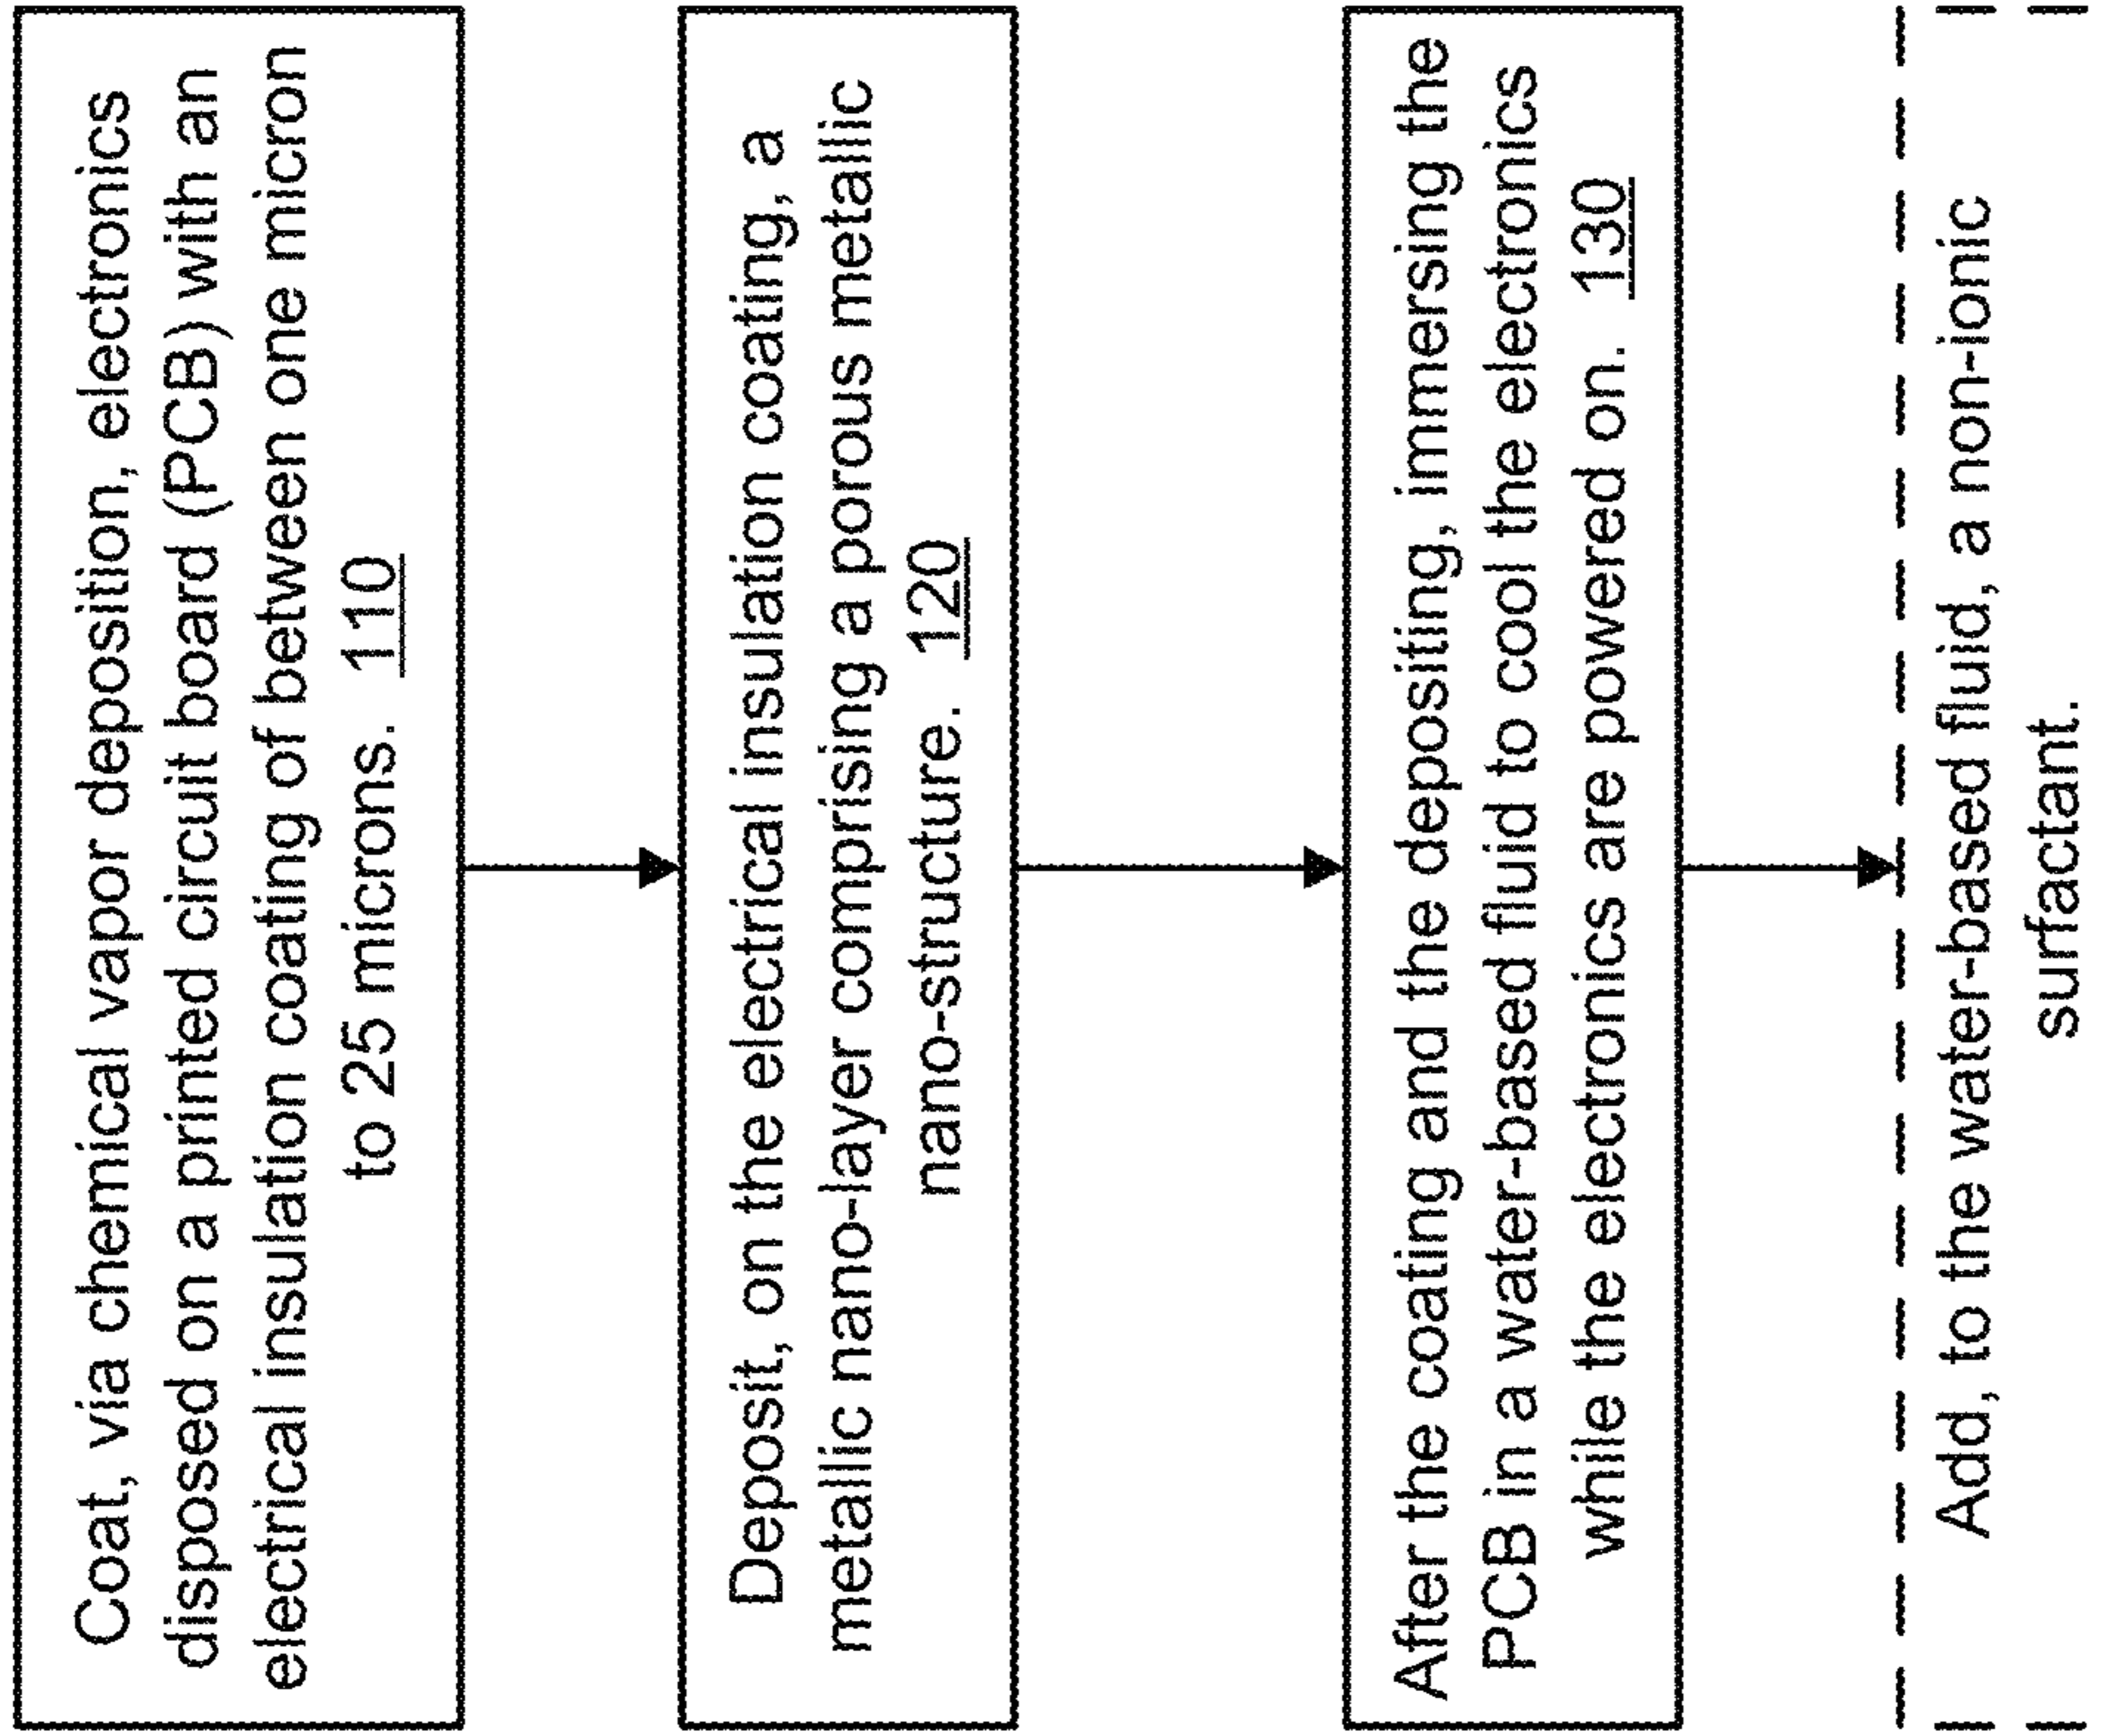 Coat, via chemical vapor deposition, electronics
disposed on a printed circuit board (PCB) with an
electrical insulation coating of between one micron
to 25 microns. 110
Deposit, on the electrical insulation coating, a
metallic nano-layer comprising a porous metallic
nano-structure. 120
After the coating and the depositing, immersing the
PCB in a water-based fluid to cool the electronics
while the electronics are powered on. 130
Add, to the water-based fluid, a non-ionic
surfactant.